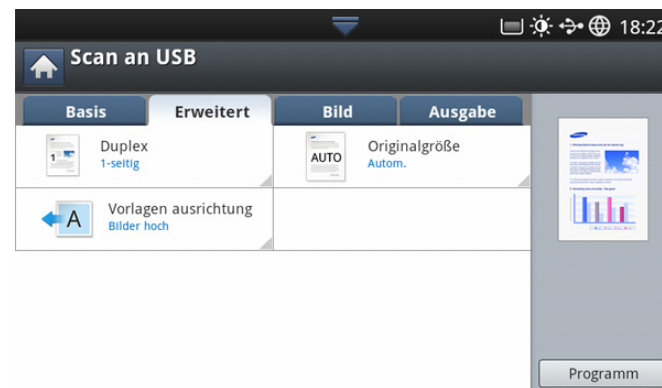 18:22
Scan an USB
Basis
Erweitert
Bild
Ausgabe
Duplex
1-seitig
AUTO
Originalgröße
Autom.
A
Vorlagen ausrichtung
Bilder hoch
Programm